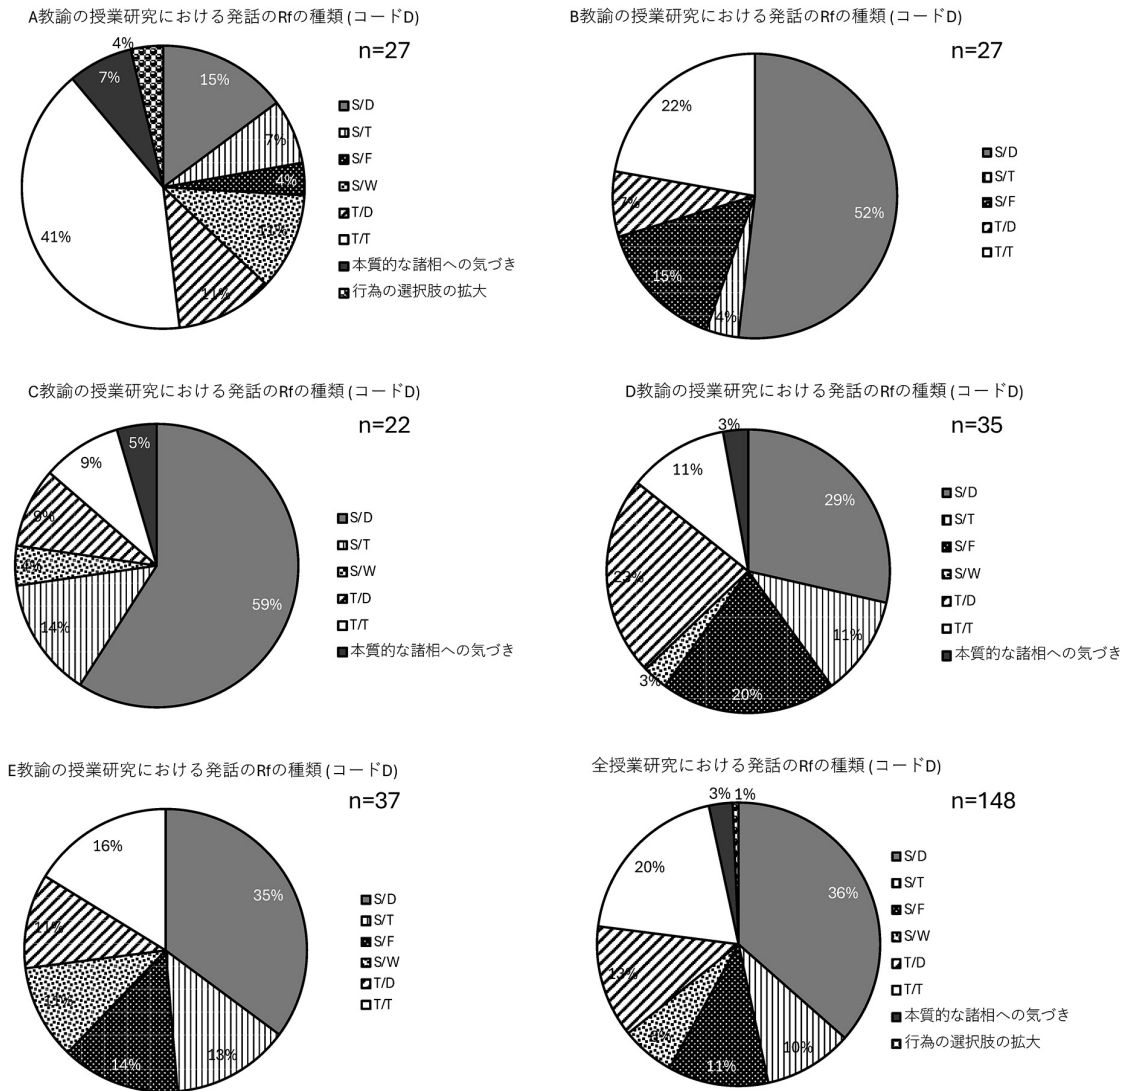 A教諭の授業研究における発話のRfの種類 (コードD)
n=27
4%
7%
15%
7%
4%
11%
11%
41%
S/D
S/T
S/F
S/W
T/D
T/T
本質的な諸相への気づき
行為の選択肢の拡大
B教諭の授業研究における発話のRfの種類 (コードD)
n=27
22%
7%
15%
4%
52%
S/D
S/T
S/F
T/D
T/T
C教諭の授業研究における発話のRfの種類 (コードD)
n=22
5%
9%
9%
14%
59%
S/D
S/T
S/W
T/D
T/T
本質的な諸相への気づき
D教諭の授業研究における発話のRfの種類 (コードD)
n=35
3%
11%
29%
23%
11%
3%
20%
S/D
S/T
S/F
S/W
T/D
T/T
本質的な諸相への気づき
E教諭の授業研究における発話のRfの種類 (コードD)
n=37
16%
35%
11%
13%
14%
S/D
S/T
S/F
S/W
T/D
T/T
全授業研究における発話のRfの種類 (コードD)
n=148
3%
1%
20%
36%
13%
10%
11%
S/D
S/T
S/F
S/W
T/D
T/T
本質的な諸相への気づき
行為の選択肢の拡大